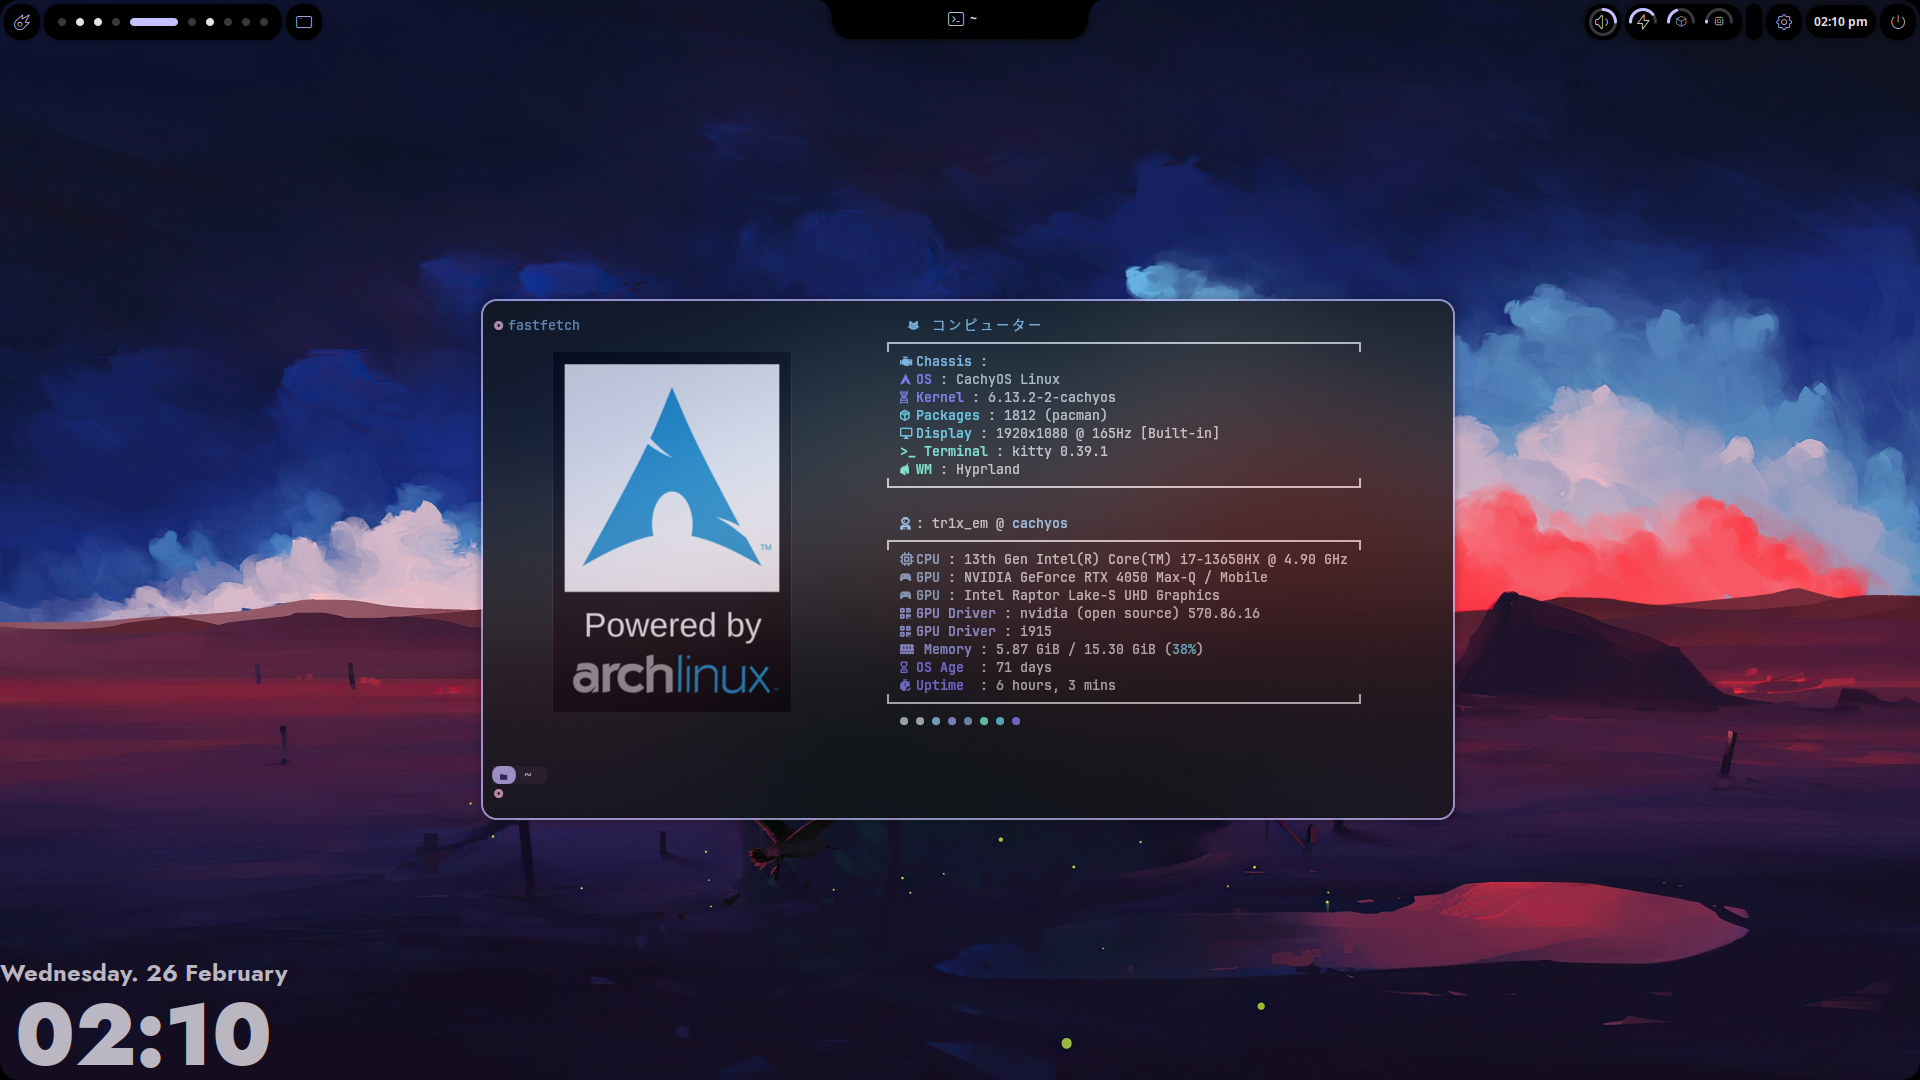 ~
02:10 pm
fastfetch
コンピューター
Chassis :
OS : CachyOS Linux
Kernel : 6.13.2-2-cachyos
Packages : 1812 (pacman)
Display : 1920x1080 @ 165Hz [Built-in]
>_ Terminal : kitty 0.39.1
WM : Hyprland
: tr1x_em @ cachyos
CPU : 13th Gen Intel(R) Core(TM) i7-13650HX @ 4.90 GHz
GPU : NVIDIA GeForce RTX 4050 Max-Q / Mobile
GPU : Intel Raptor Lake-S UHD Graphics
GPU Driver : nvidia (open source) 570.86.16
GPU Driver : i915
Memory : 5.87 GiB / 15.30 GiB (38%)
OS Age : 71 days
Uptime : 6 hours, 3 mins
TM
Powered by
archlinux
~
Wednesday. 26 February
02:10